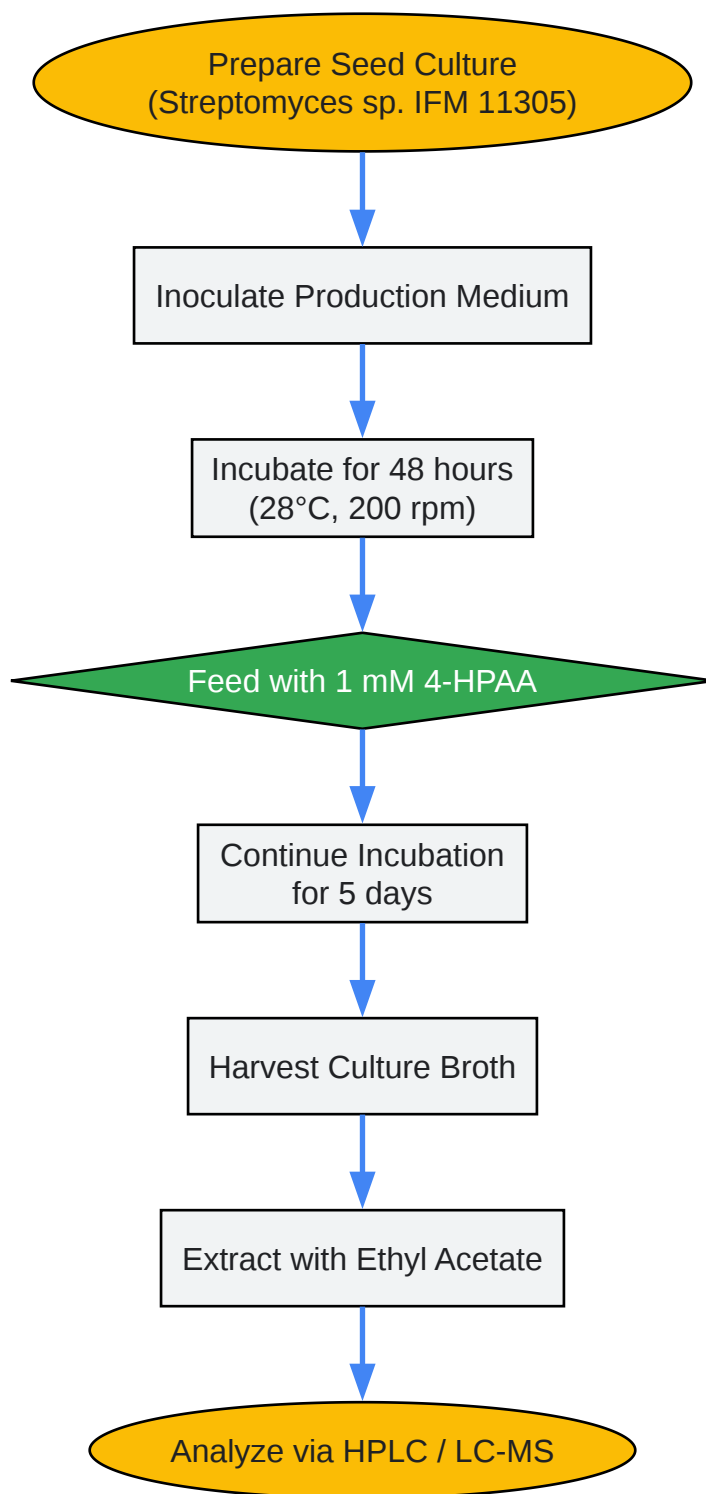 Prepare Seed Culture
(Streptomyces sp. IFM 11305)
Inoculate Production Medium
Incubate for 48 hours
(28°C, 200 rpm)
Feed with 1 mM 4-HPAA
Continue Incubation
for 5 days
Harvest Culture Broth
Extract with Ethyl Acetate
Analyze via HPLC / LC-MS